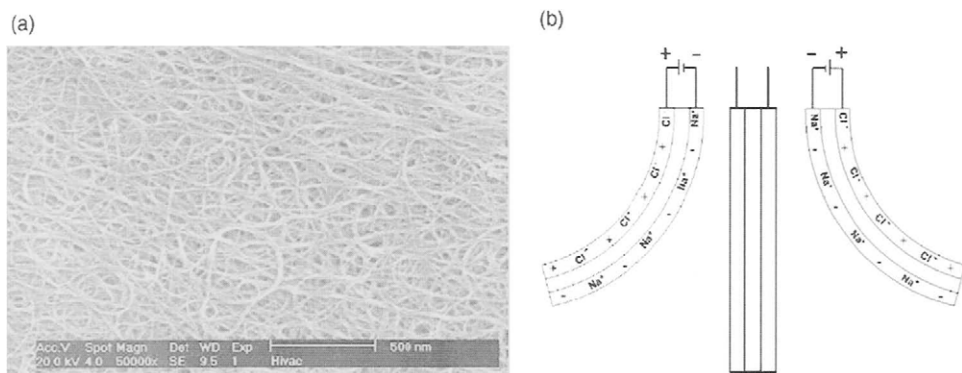 (a)
(b)
Acc.V Spot Magn Det WD Exp
20.0 kV 4.0 50000x SE 9.5 1 Hivac
500 nm
+ –
Cl
+
Cl⁻
+
Cl⁻
+
Cl⁻
+
Na⁺
-
Na⁺
-
Na⁺
-
Na⁺
-
– +
Na⁺
-
Na⁺
-
Na⁺
-
Na⁺
-
Cl⁻
+
Cl⁻
+
Cl⁻
+
Cl⁻
+